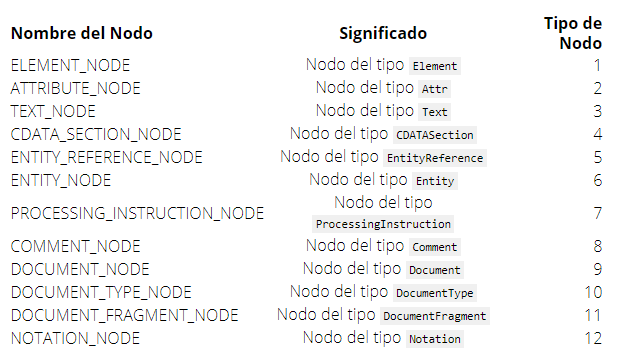 Nombre del Nodo Significado Tipo de Nodo
ELEMENT_NODE Nodo del tipo Element 1
ATTRIBUTE_NODE Nodo del tipo Attr 2
TEXT_NODE Nodo del tipo Text 3
CDATA_SECTION_NODE Nodo del tipo CDATASection 4
ENTITY_REFERENCE_NODE Nodo del tipo EntityReference 5
ENTITY_NODE Nodo del tipo Entity 6
PROCESSING_INSTRUCTION_NODE Nodo del tipo ProcessingInstruction 7
COMMENT_NODE Nodo del tipo Comment 8
DOCUMENT_NODE Nodo del tipo Document 9
DOCUMENT_TYPE_NODE Nodo del tipo DocumentType 10
DOCUMENT_FRAGMENT_NODE Nodo del tipo DocumentFragment 11
NOTATION_NODE Nodo del tipo Notation 12